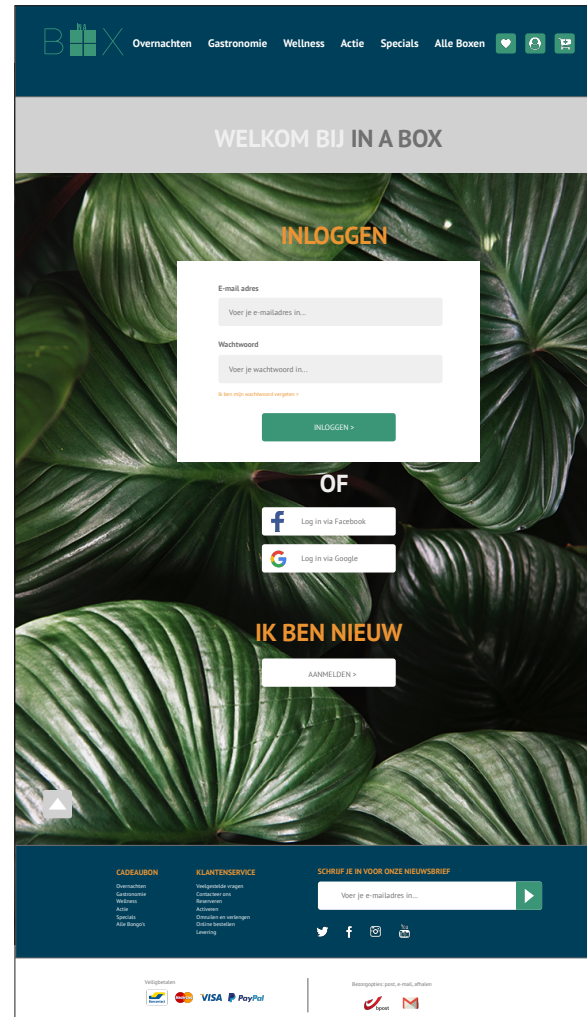 B IN A X
Overnachten Gastronomie Wellness Actie Specials Alle Boxen
WELKOM BIJ IN A BOX
INLOGGEN
E-mail adres
Voer je e-mailadres in...
Wachtwoord
Voer je wachtwoord in...
Ik ben mijn wachtwoord vergeten >
INLOGGEN >
OF
Log in via Facebook
Log in via Google
IK BEN NIEUW
AANMELDEN >
CADEAUBON
Overnachten
Gastronomie
Wellness
Actie
Specials
Alle Bongo's
KLANTENSERVICE
Veelgestelde vragen
Contacteer ons
Reserveren
Activeren
Omruilen en verlengen
Online bestellen
Levering
SCHRIJF JE IN VOOR ONZE NIEUWSBRIEF
Voer je e-mailadres in...
Veiligbetalen
VISA PayPal
Bezorgopties: post, e-mail, afhalen
bpost